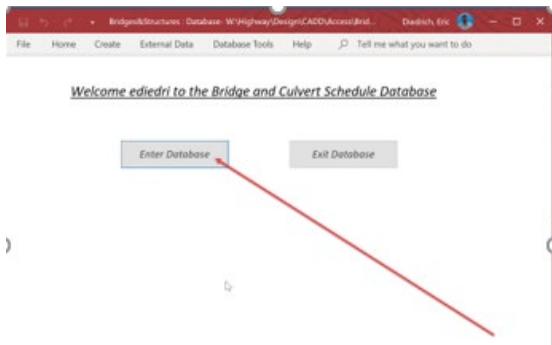 Bridges&Structures : Database- W:\Highway\Design\CADD\Access\Brid... Diedrich, Eric
File Home Create External Data Database Tools Help Tell me what you want to do
Welcome ediedri to the Bridge and Culvert Schedule Database
Enter Database Exit Database